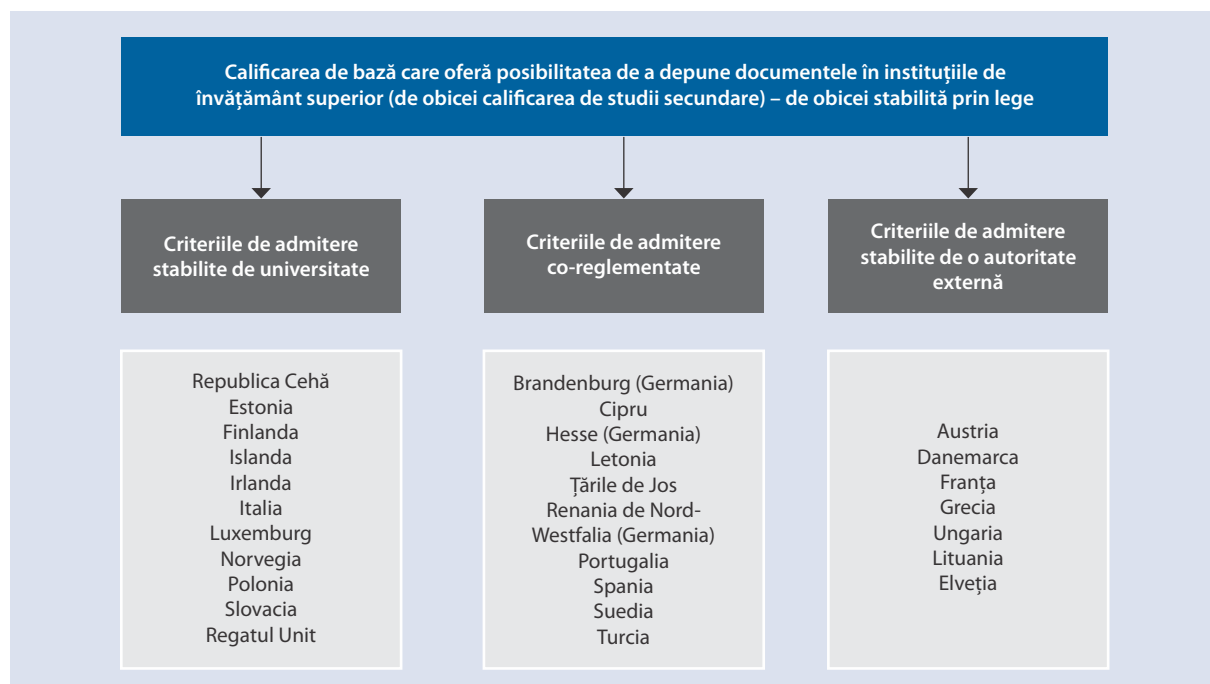 Calificarea de bază care oferă posibilitatea de a depune documentele în instituțiile de
învățământ superior (de obicei calificarea de studii secundare) – de obicei stabilită prin lege
Criteriile de admitere
stabilite de universitate
Criteriile de admitere
co-reglementate
Criteriile de admitere
stabilite de o autoritate
externă
Republica Cehă
Estonia
Finlanda
Islanda
Irlanda
Italia
Luxemburg
Norvegia
Polonia
Slovacia
Regatul Unit
Brandenburg (Germania)
Cipru
Hesse (Germania)
Letonia
Țările de Jos
Renania de Nord-
Westfalia (Germania)
Portugalia
Spania
Suedia
Turcia
Austria
Danemarca
Franța
Grecia
Ungaria
Lituania
Elveția